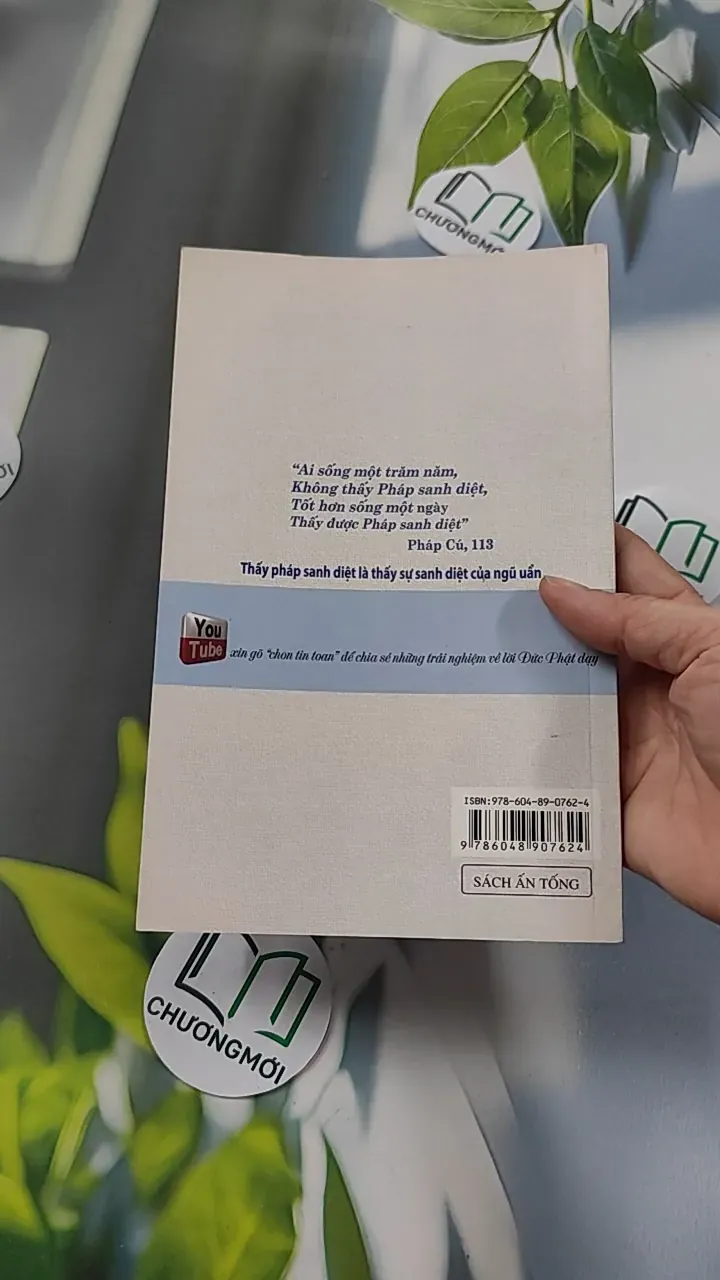 CHƯƠNGMỚI
"Ai sống một trăm năm,
Không thấy Pháp sanh diệt,
Tốt hơn sống một ngày
Thấy được Pháp sanh diệt"
Pháp Cú, 113
Thấy pháp sanh diệt là thấy sự sanh diệt của ngũ uẩn
You
Tube
xin gõ "chon tin toan" để chia sẻ những trải nghiệm về lời Đức Phật dạy
ISBN:978-604-89-0762-4
9 786048 907624
SÁCH ẤN TỐNG
CHƯƠNGMỚI